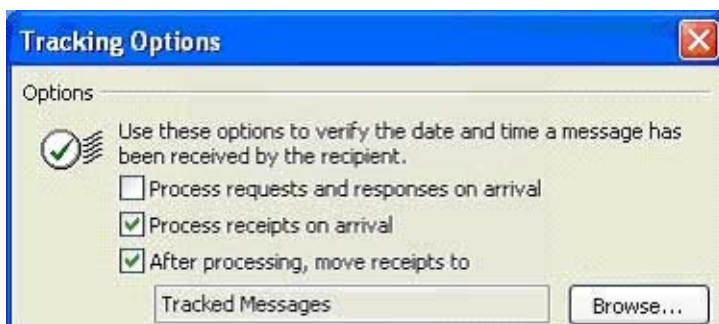 Tracking Options
Options
Use these options to verify the date and time a message has
been received by the recipient.
Process requests and responses on arrival
Process receipts on arrival
After processing, move receipts to
Tracked Messages
Browse...